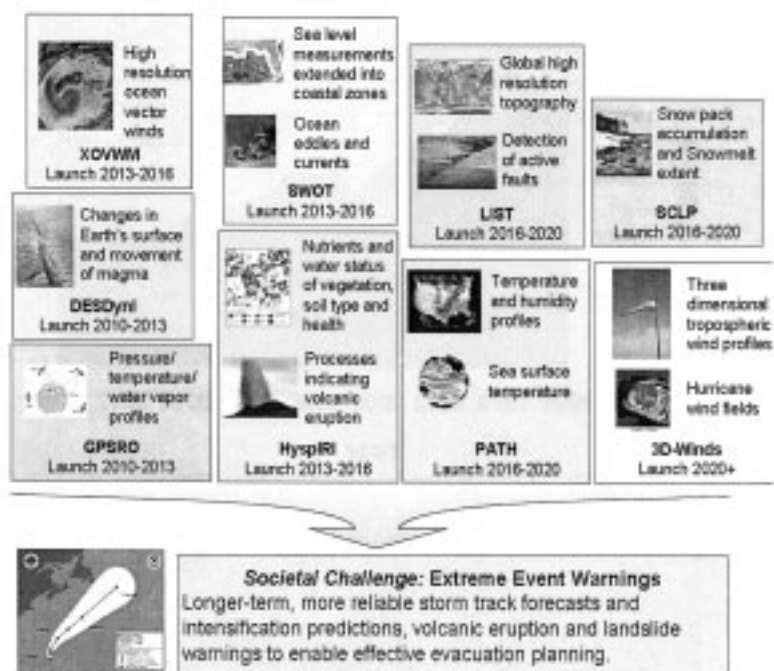 High
resolution
ocean
vector
winds
XOVWM
Launch 2013-2016
Sea level
measurements
extended into
coastal zones
Ocean
eddies and
currents
SWOT
Launch 2013-2016
Global high
resolution
topography
Detection
of active
faults
LIST
Launch 2016-2020
Snow pack
accumulation
and Snowmelt
extent
SCLP
Launch 2016-2020
Changes in
Earth's surface
and movement
of magma
DESDynI
Launch 2010-2013
Nutrients and
water status
of vegetation,
soil type and
health
Processes
indicating
volcanic
eruption
HyspIRI
Launch 2013-2016
Temperature
and humidity
profiles
Sea surface
temperature
PATH
Launch 2016-2020
Three
dimensional
tropospheric
wind profiles
Hurricane
wind fields
3D-Winds
Launch 2020+
Pressure/
temperature/
water vapor
profiles
GPSRO
Launch 2010-2013
Societal Challenge: Extreme Event Warnings
Longer-term, more reliable storm track forecasts and
intensification predictions, volcanic eruption and landslide
warnings to enable effective evacuation planning.